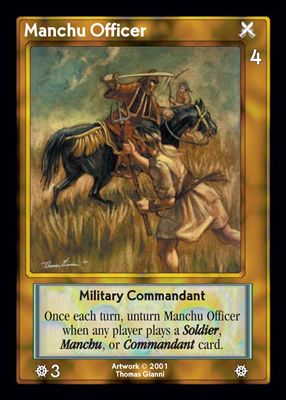 Manchu Officer
4
Military Commandant
Once each turn, unturn Manchu Officer
when any player plays a Soldier,
Manchu, or Commandant card.
Artwork © 2001
Thomas Gianni
3